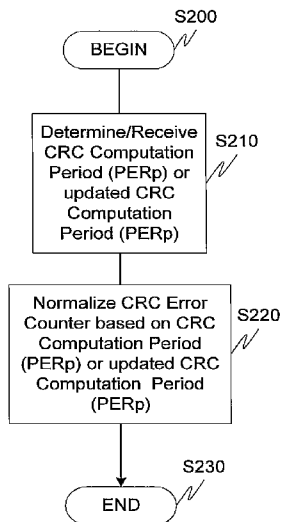 S200
BEGIN
S210
Determine/Receive
CRC Computation
Period (PERp) or
updated CRC
Computation
Period (PERp)
S220
Normalize CRC Error
Counter based on CRC
Computation Period
(PERp) or updated CRC
Computation Period
(PERp)
S230
END